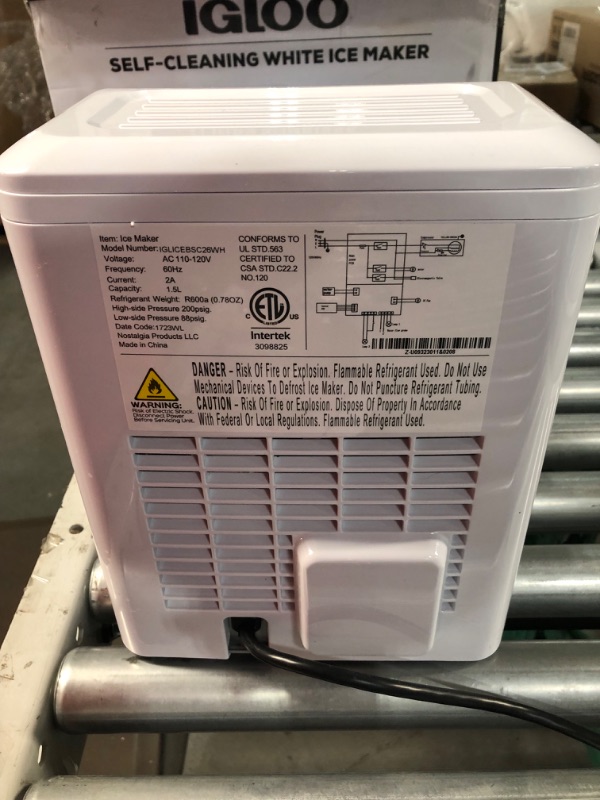 IGLOO
SELF-CLEANING WHITE ICE MAKER
Item: Ice Maker
Model Number: IGLICEBSC26WH
Voltage: AC 110-120V
Frequency: 60Hz
Current: 2A
Capacity: 1.5L
Refrigerant Weight: R600a (0.78OZ)
High-side Pressure 200psig.
Low-side Pressure 88psig.
Date Code:1723WL
Nostalgia Products LLC
Made in China
CONFORMS TO
UL STD.563
CERTIFIED TO
CSA STD.C22.2
NO.120
ETL
C US
Intertek
3098825
Power
Plug
WARNING:
Risk of Electric Shock.
Disconnect Power
Before Servicing Unit.
DANGER – Risk Of Fire or Explosion. Flammable Refrigerant Used. Do Not Use
Mechanical Devices To Defrost Ice Maker. Do Not Puncture Refrigerant Tubing.
CAUTION – Risk Of Fire or Explosion. Dispose Of Property In Accordance
With Federal Or Local Regulations. Flammable Refrigerant Used.